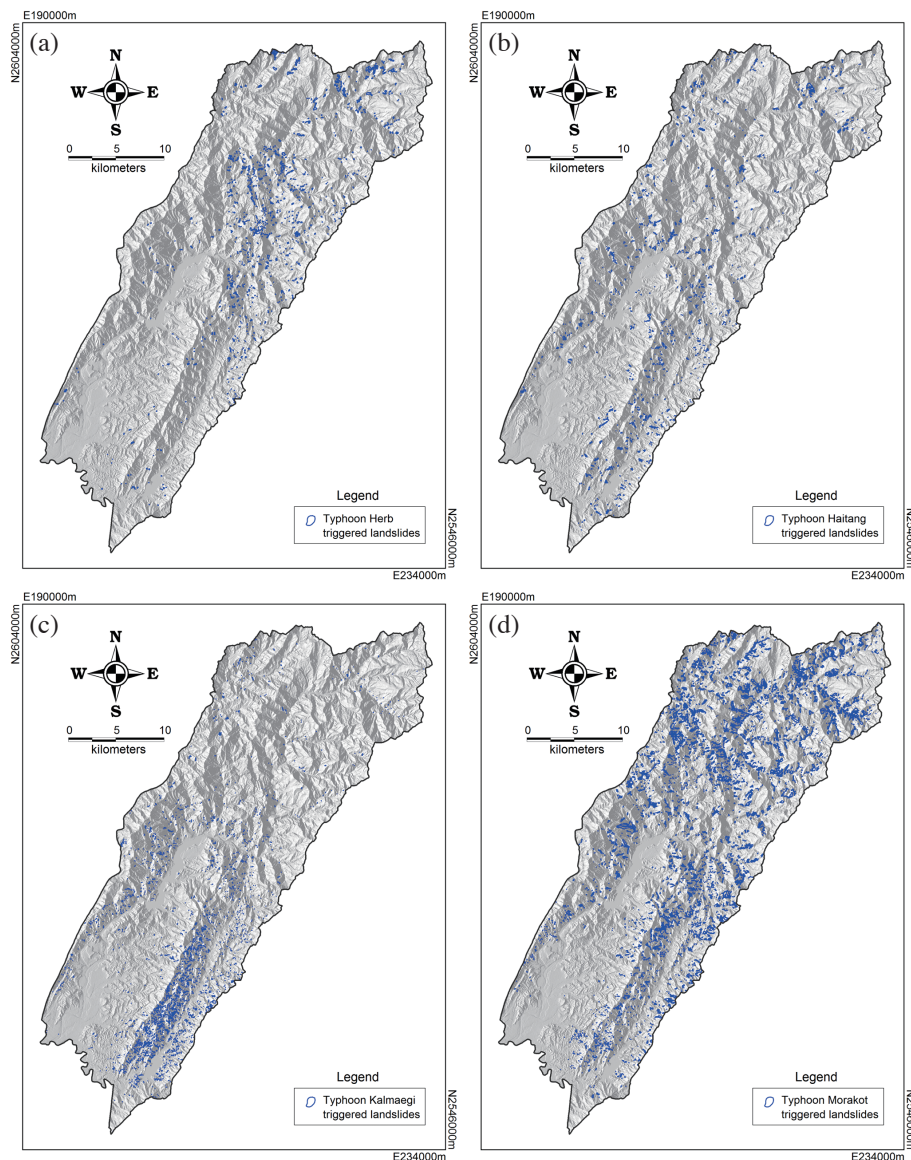 E190000m
(a)
N2604000m
N
W E
S
0 5 10
kilometers
Legend
Typhoon Herb
triggered landslides
N2546000m
E234000m
E190000m
(b)
N2604000m
N
W E
S
0 5 10
kilometers
Legend
Typhoon Haitang
triggered landslides
N2546000m
E234000m
E190000m
(c)
N2604000m
N
W E
S
0 5 10
kilometers
Legend
Typhoon Kalmaegi
triggered landslides
N2546000m
E234000m
E190000m
(d)
N2604000m
N
W E
S
0 5 10
kilometers
Legend
Typhoon Morakot
triggered landslides
N2546000m
E234000m